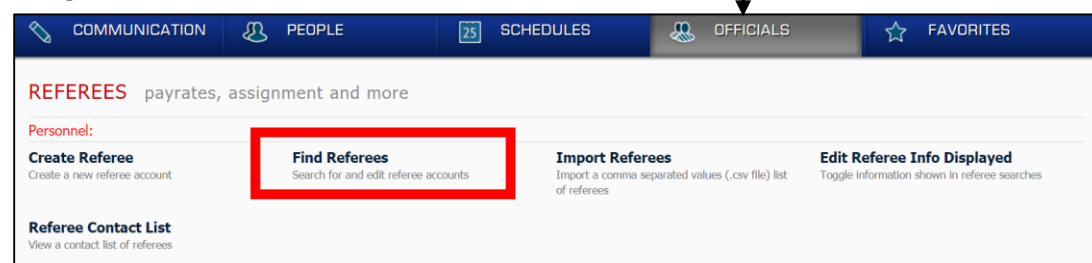 COMMUNICATION PEOPLE 25 SCHEDULES OFFICIALS FAVORITES
REFEREES payrates, assignment and more
Personnel:
Create Referee
Create a new referee account
Find Referees
Search for and edit referee accounts
Import Referees
Import a comma separated values (.csv file) list
of referees
Edit Referee Info Displayed
Toggle information shown in referee searches
Referee Contact List
View a contact list of referees